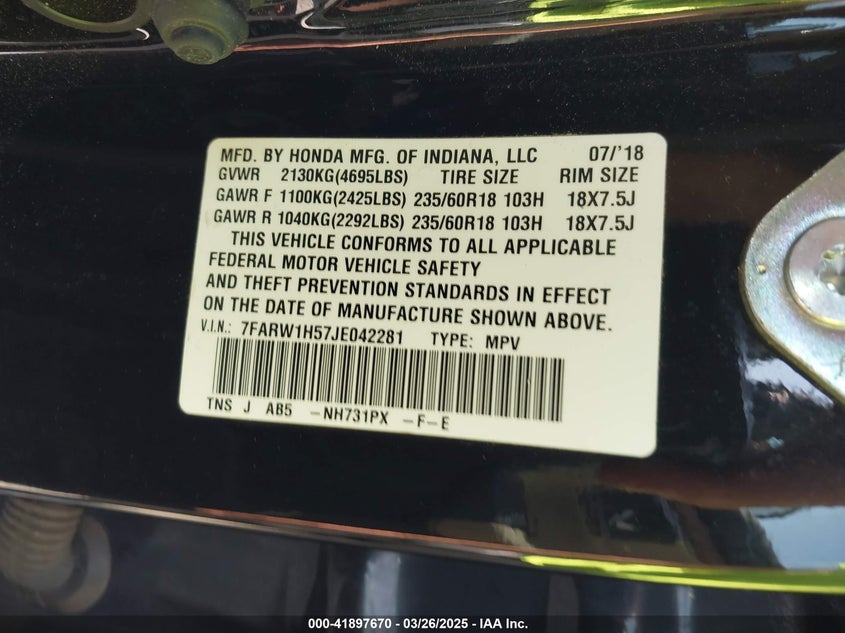 MFD. BY HONDA MFG. OF INDIANA, LLC 07/'18
GVWR 2130KG(4695LBS) TIRE SIZE RIM SIZE
GAWR F 1100KG(2425LBS) 235/60R18 103H 18X7.5J
GAWR R 1040KG(2292LBS) 235/60R18 103H 18X7.5J
THIS VEHICLE CONFORMS TO ALL APPLICABLE
FEDERAL MOTOR VEHICLE SAFETY
AND THEFT PREVENTION STANDARDS IN EFFECT
ON THE DATE OF MANUFACTURE SHOWN ABOVE.
V.I.N.: 7FARW1H57JE042281 TYPE: MPV
TNS J AB5 -NH731PX -F-E
000-41897670 - 03/26/2025 - IAA Inc.